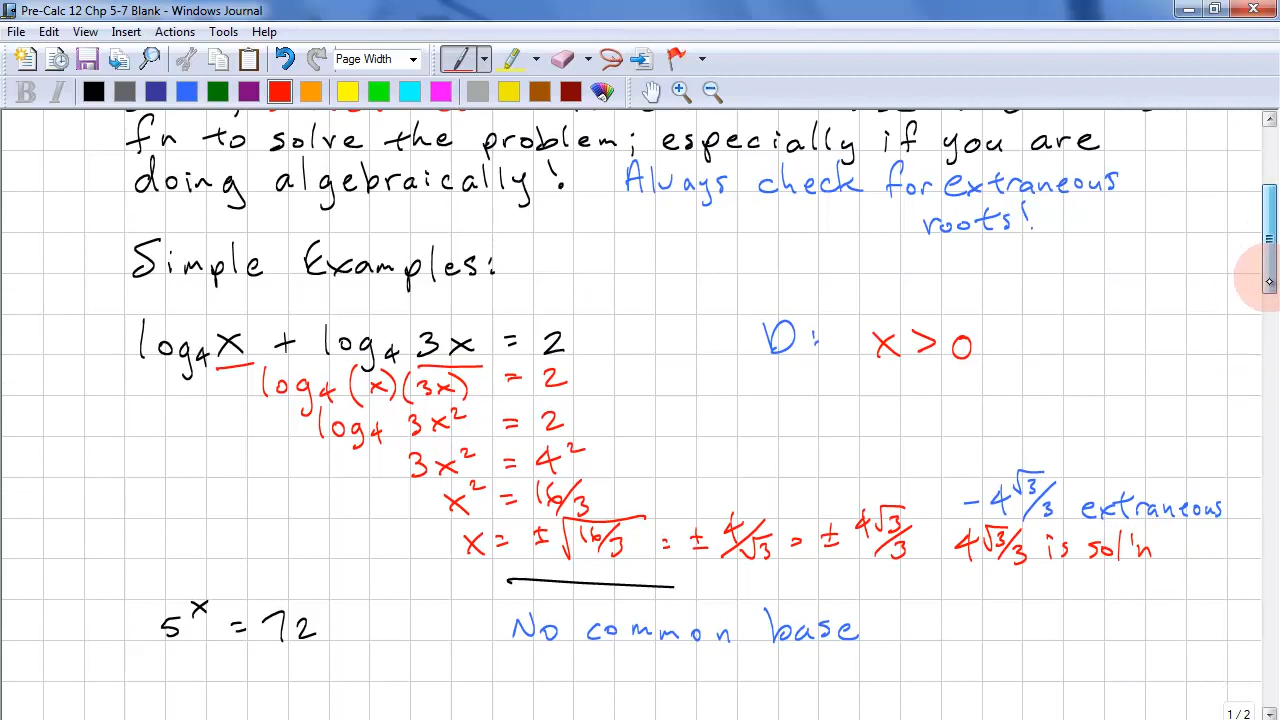 Pre-Calc 12 Chp 5-7 Blank - Windows Journal
File Edit View Insert Actions Tools Help
Page Width
B I
fn to solve the problem; especially if you are
doing algebraically! Always check for extraneous
roots!
Simple Examples:
log₄x + log₄ 3x = 2 D: x > 0
log₄(x)(3x) = 2
log₄ 3x² = 2
3x² = 4²
x² = 16/3
x = ±√(16/3) = ± 4/√3 = ± 4√3/3
-4√3/3 extraneous
4√3/3 is sol'n
5ˣ = 72 No common base
1/2